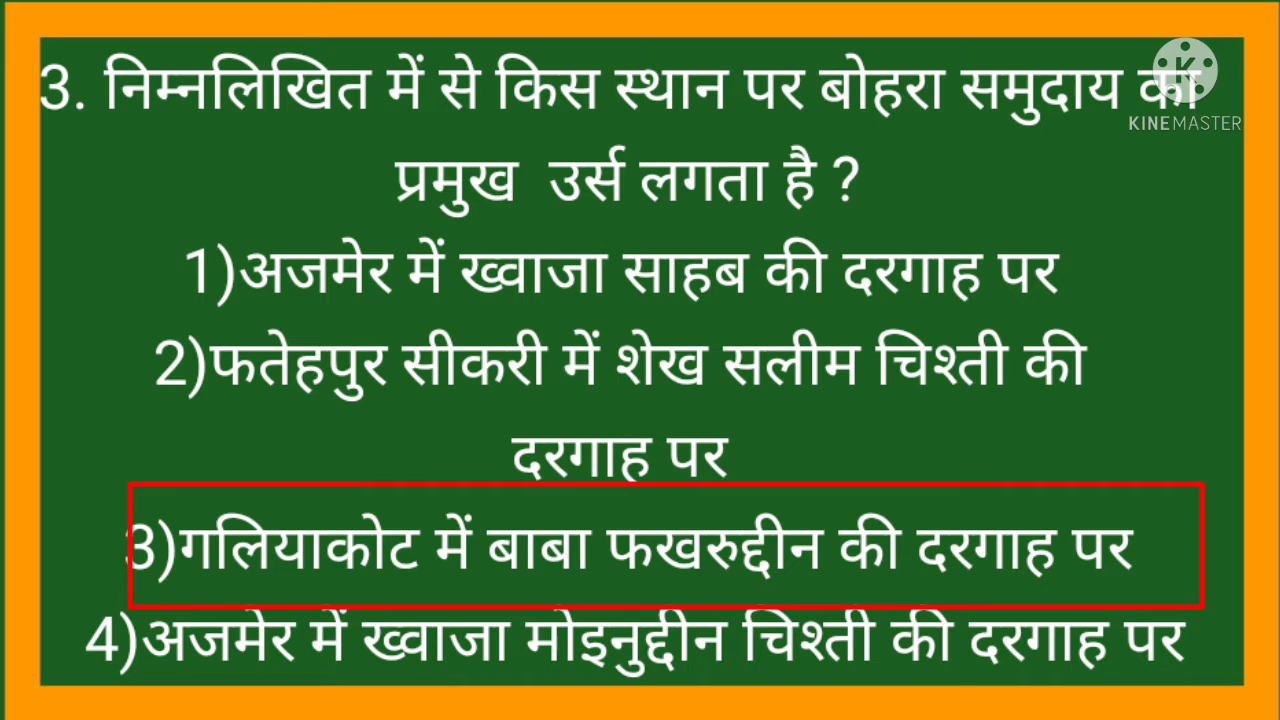 3. निम्नलिखित में से किस स्थान पर बोहरा समुदाय का
KINEMASTER
प्रमुख उर्स लगता है ?
1)अजमेर में ख्वाजा साहब की दरगाह पर
2)फतेहपुर सीकरी में शेख सलीम चिश्ती की
दरगाह पर
3)गलियाकोट में बाबा फखरुद्दीन की दरगाह पर
4)अजमेर में ख्वाजा मोइनुद्दीन चिश्ती की दरगाह पर